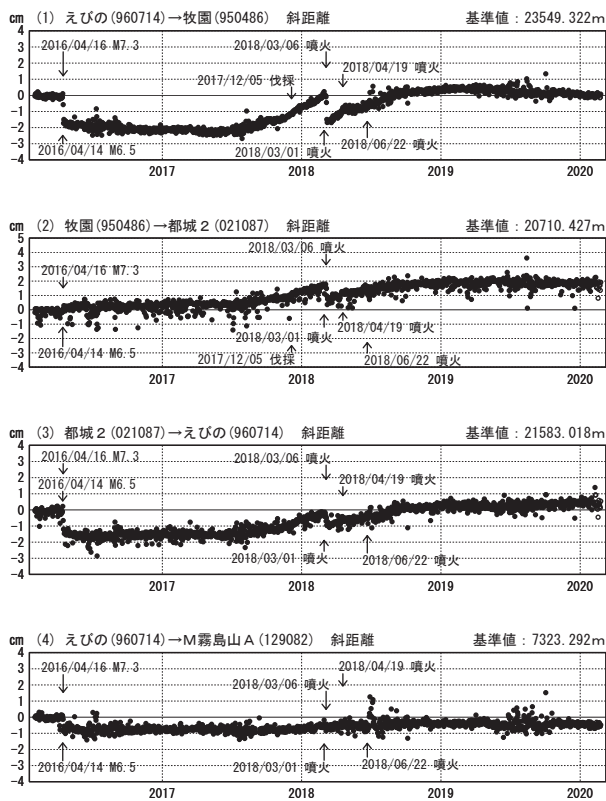 cm (1) えびの(960714)→牧園(950486) 斜距離 基準値:23549.322m
4
3
2
1
0
-1
-2
-3
-4
2016/04/16 M7.3
2018/03/06 噴火
2018/04/19 噴火
2017/12/05 伐採
2016/04/14 M6.5
2018/03/01 噴火
2018/06/22 噴火
2017 2018 2019 2020
cm (2) 牧園(950486)→都城2(021087) 斜距離 基準値:20710.427m
5
4
3
2
1
0
-1
-2
-3
-4
2018/03/06 噴火
2016/04/16 M7.3
2016/04/14 M6.5
2018/03/01 噴火
2018/04/19 噴火
2017/12/05 伐採
2018/06/22 噴火
2017 2018 2019 2020
cm (3) 都城2(021087)→えびの(960714) 斜距離 基準値:21583.018m
4
3
2
1
0
-1
-2
-3
-4
2016/04/16 M7.3
2018/03/06 噴火
2018/04/19 噴火
2016/04/14 M6.5
2018/03/01 噴火
2018/06/22 噴火
2017 2018 2019 2020
cm (4) えびの(960714)→M霧島山A(129082) 斜距離 基準値:7323.292m
4
3
2
1
0
-1
-2
-3
-4
2016/04/16 M7.3
2018/04/19 噴火
2018/03/06 噴火
2016/04/14 M6.5
2018/03/01 噴火
2018/06/22 噴火
2017 2018 2019 2020